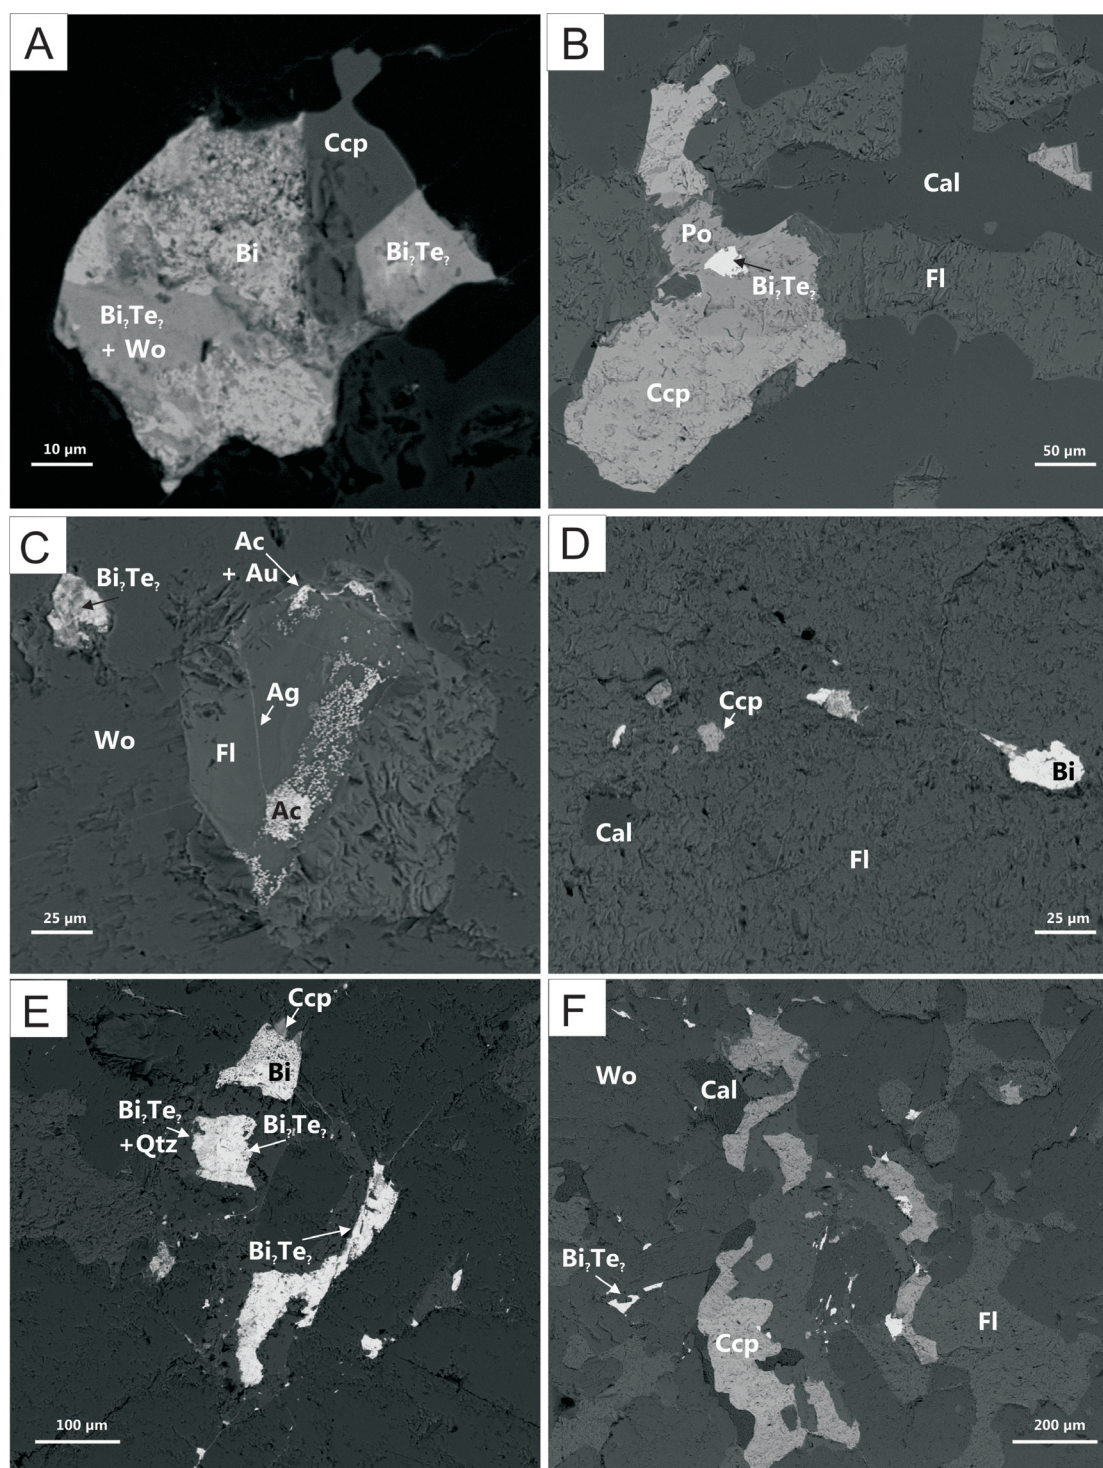 A
Ccp
Bi
Bi?Te?
Bi?Te?
+ Wo
10 µm
B
Cal
Po
Bi?Te?
Fl
Ccp
50 µm
C
Ac
+ Au
Bi?Te?
Ag
Wo
Fl
Ac
25 µm
D
Ccp
Bi
Cal
Fl
25 µm
E
Ccp
Bi
Bi?Te?
+Qtz
Bi?Te?
Bi?Te?
100 µm
F
Wo
Cal
Bi?Te?
Ccp
Fl
200 µm